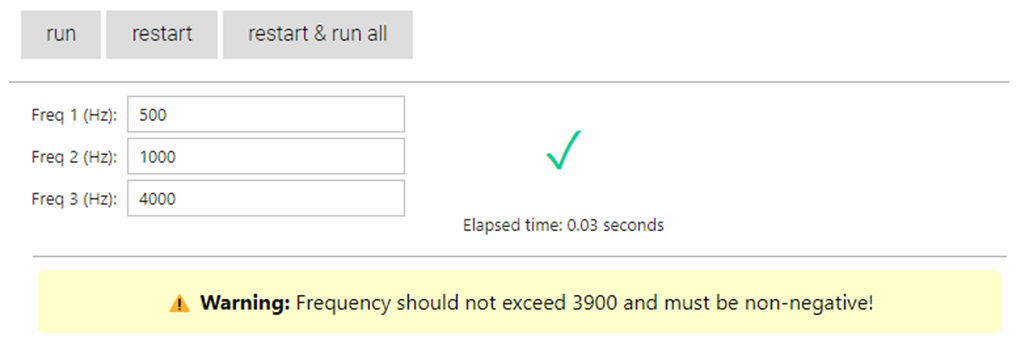 run restart restart & run all
Freq 1 (Hz): 500
Freq 2 (Hz): 1000
Freq 3 (Hz): 4000
Elapsed time: 0.03 seconds
Warning: Frequency should not exceed 3900 and must be non-negative!